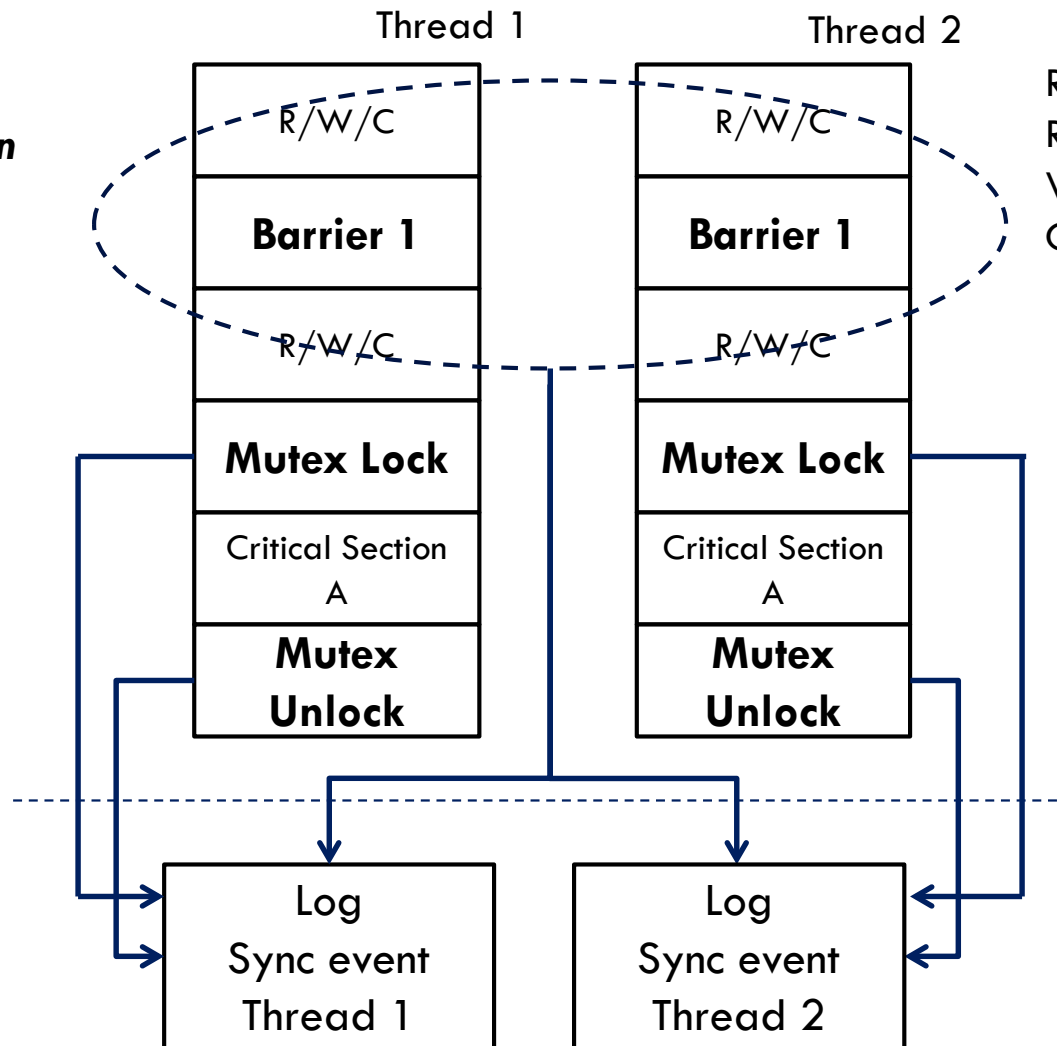 Thread 1
Thread 2
R/W/C
R/W/C
Barrier 1
Barrier 1
R/W/C
R/W/C
Mutex Lock
Mutex Lock
Critical Section
A
Critical Section
A
Mutex
Unlock
Mutex
Unlock
Log
Sync event
Thread 1
Log
Sync event
Thread 2